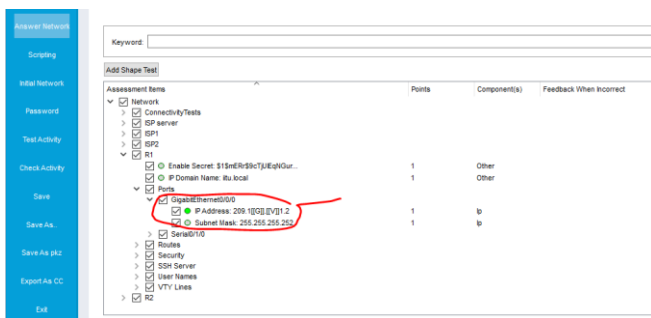 Answer Network
Scripting
Initial Network
Password
Test Activity
Check Activity
Save
Save As..
Save As pkz
Export As CC
Exit
Keyword:
Add Shape Test
Assessment Items Points Component(s) Feedback When Incorrect
Network
ConnectivityTests
ISP server
ISP1
ISP2
R1
Enable Secret: 1 Other
IP Domain Name: iitu.local 1 Other
Ports
GigabitEthernet0/0/0
IP Address: 209.1[[G]].[[V]]1.2 1 Ip
Subnet Mask: 255.255.255.252 1 Ip
Serial0/1/0
Routes
Security
SSH Server
User Names
VTY Lines
R2